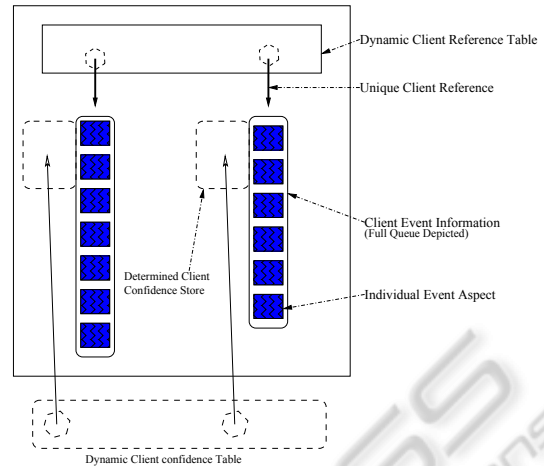 Dynamic Client Reference Table
Unique Client Reference
Client Event Information
(Full Queue Depicted)
Determined Client
Confidence Store
Individual Event Aspect
Dynamic Client confidence Table